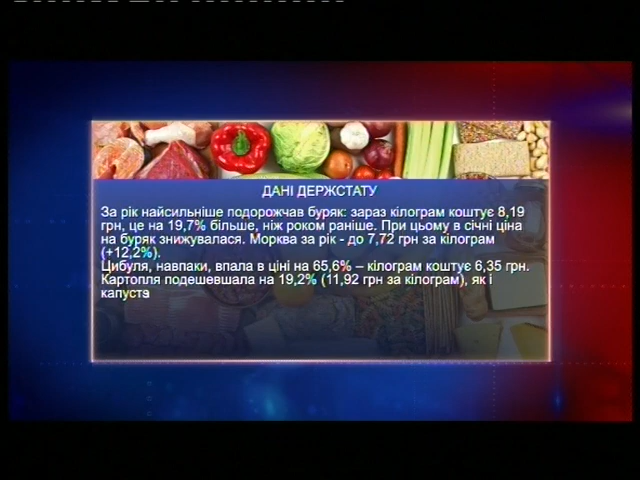 ДАНІ ДЕРЖСТАТУ
За рік найсильніше подорожчав буряк: зараз кілограм коштує 8,19
грн, це на 19,7% більше, ніж роком раніше. При цьому в січні ціна
на буряк знижувалася. Морква за рік - до 7,72 грн за кілограм
(+12,2%).
Цибуля, навпаки, впала в ціні на 65,6% – кілограм коштує 6,35 грн.
Картопля подешевшала на 19,2% (11,92 грн за кілограм), як і
капуста